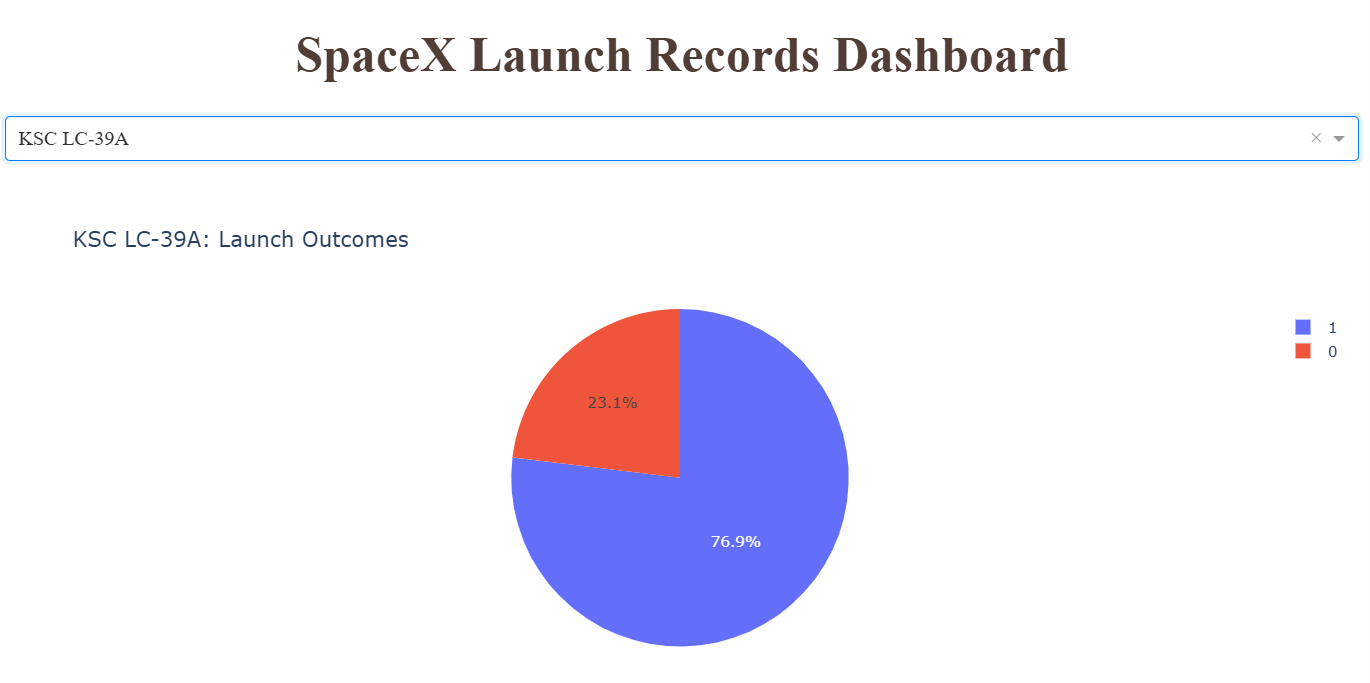 SpaceX Launch Records Dashboard
KSC LC-39A
KSC LC-39A: Launch Outcomes
1
0
23.1%
76.9%